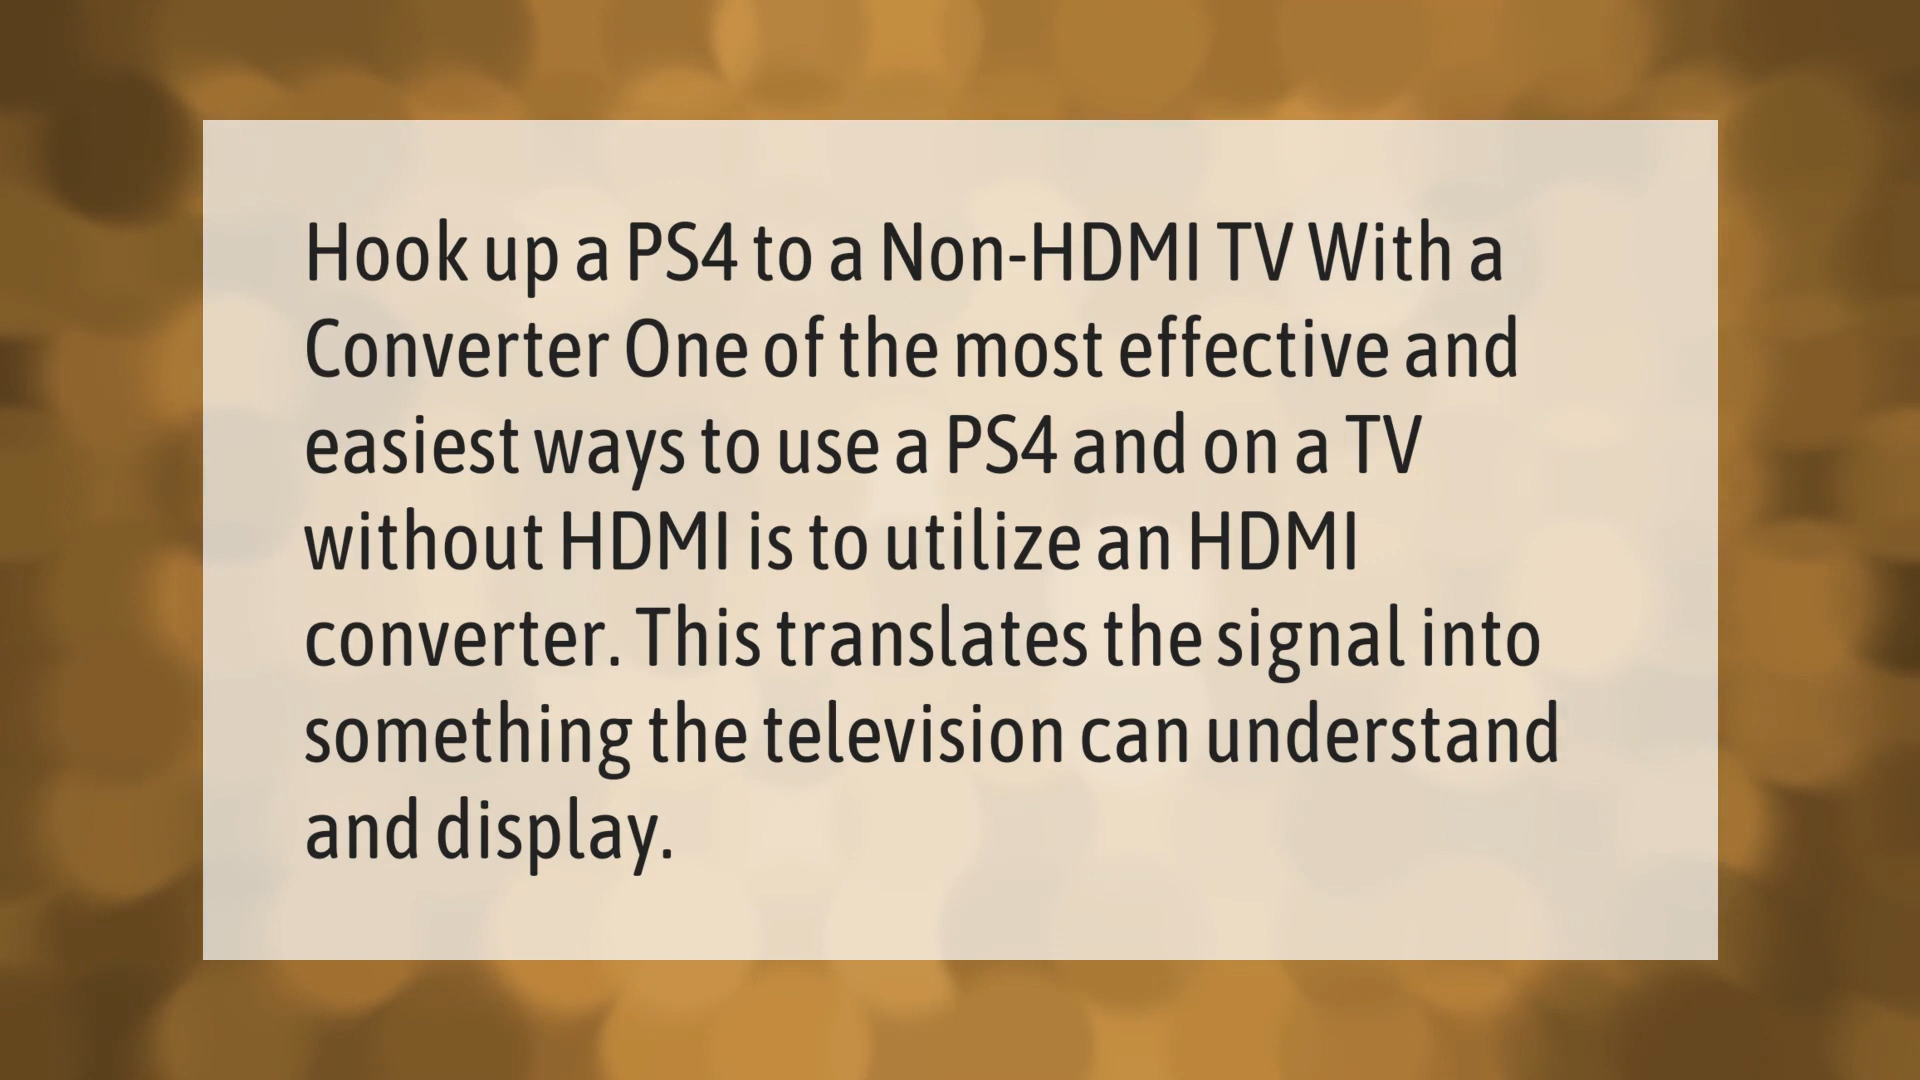 Hook up a PS4 to a Non-HDMI TV With a
Converter One of the most effective and
easiest ways to use a PS4 and on a TV
without HDMI is to utilize an HDMI
converter. This translates the signal into
something the television can understand
and display.